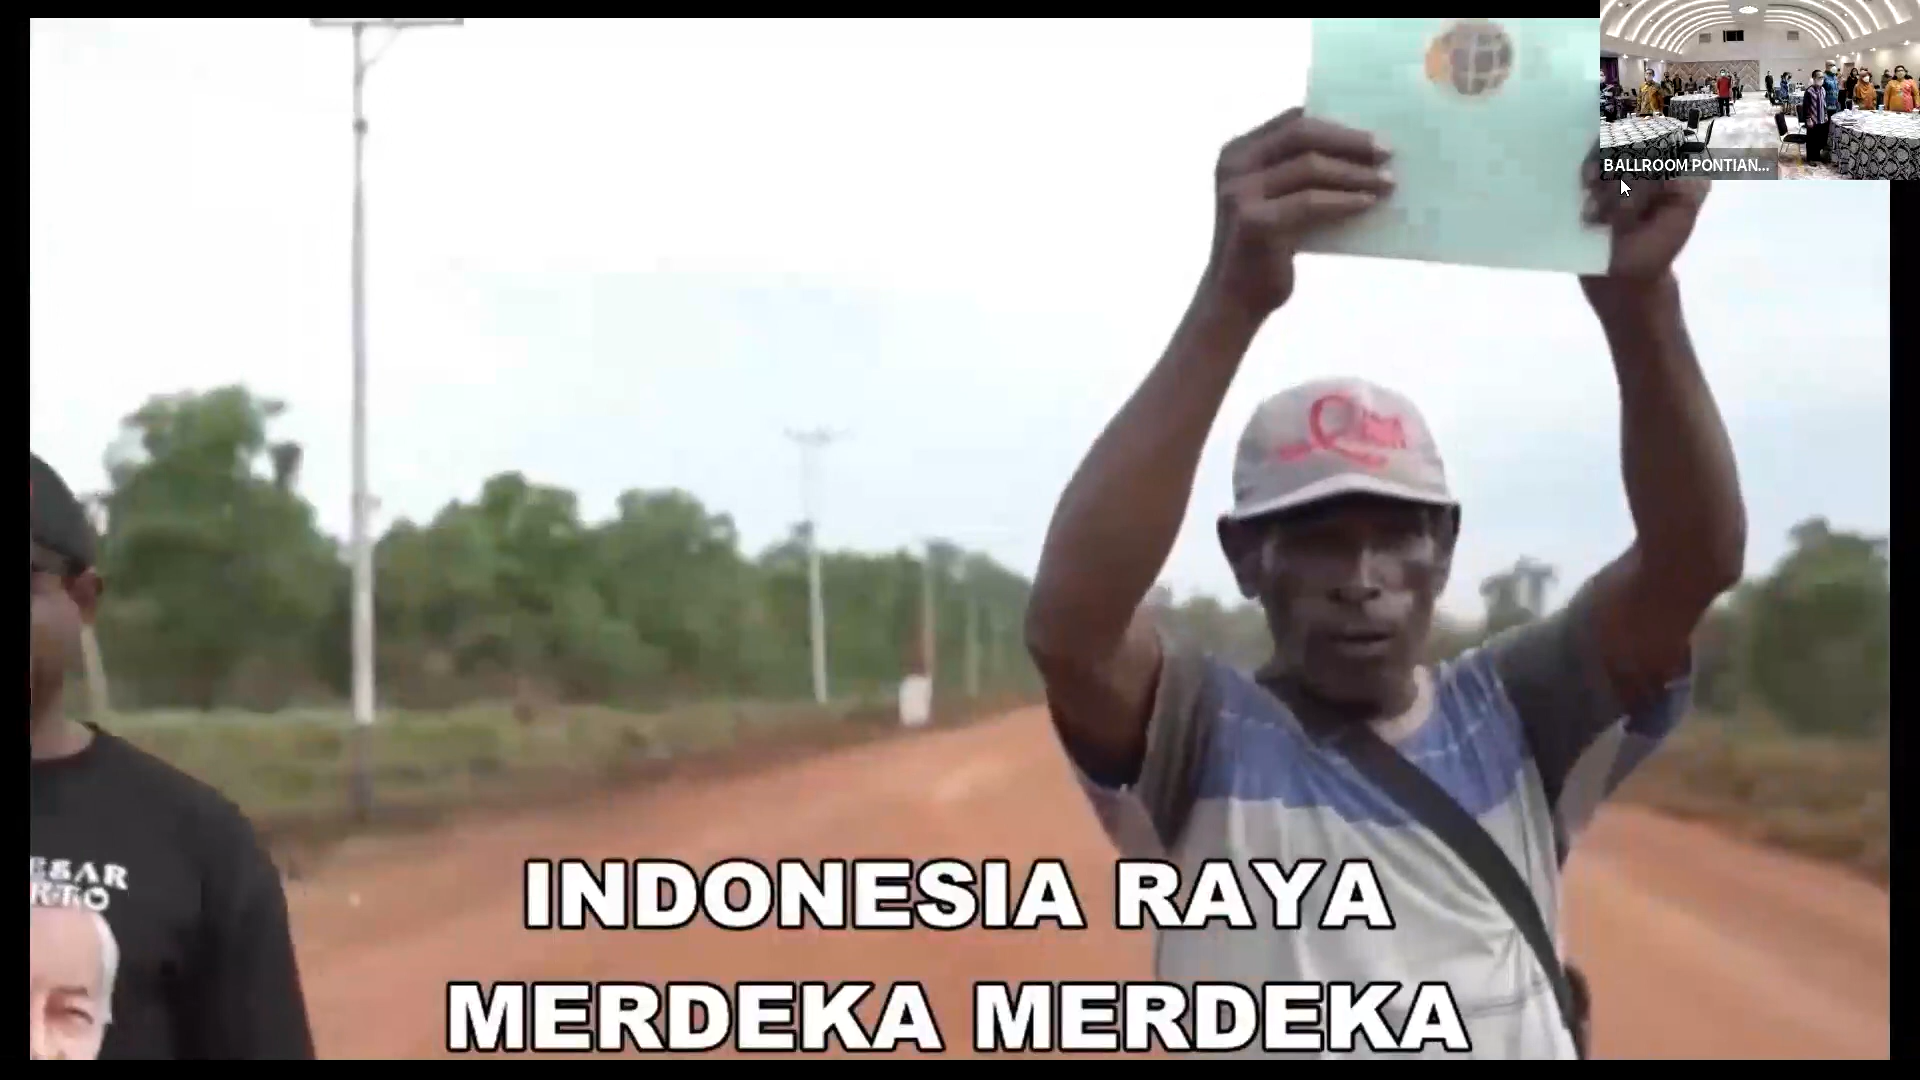 BALLROOM PONTIAN...
INDONESIA RAYA
MERDEKA MERDEKA